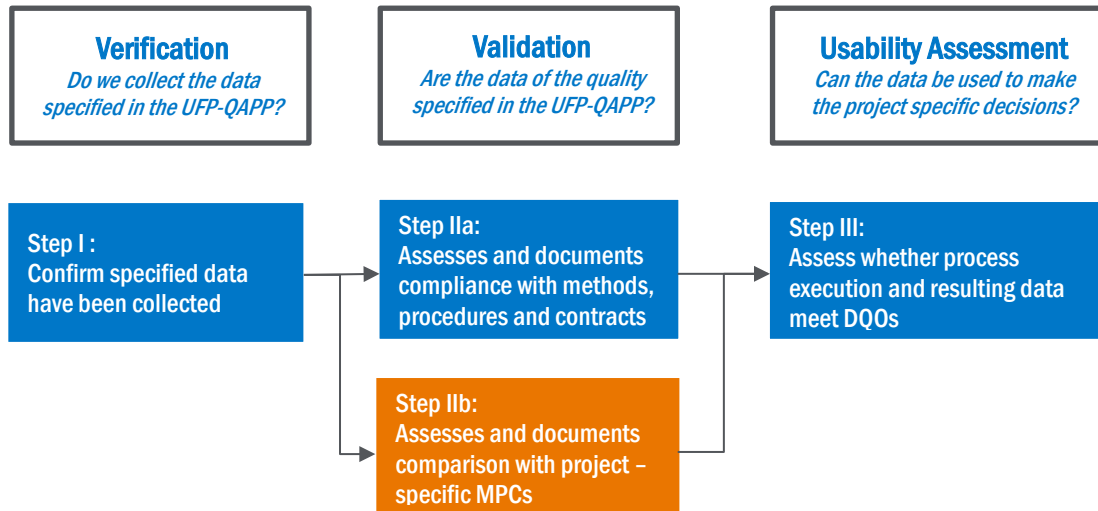 Verification
Do we collect the data
specified in the UFP-QAPP?
Validation
Are the data of the quality
specified in the UFP-QAPP?
Usability Assessment
Can the data be used to make
the project specific decisions?
Step I :
Confirm specified data
have been collected
Step IIa:
Assesses and documents
compliance with methods,
procedures and contracts
Step IIb:
Assesses and documents
comparison with project –
specific MPCs
Step III:
Assess whether process
execution and resulting data
meet DQOs